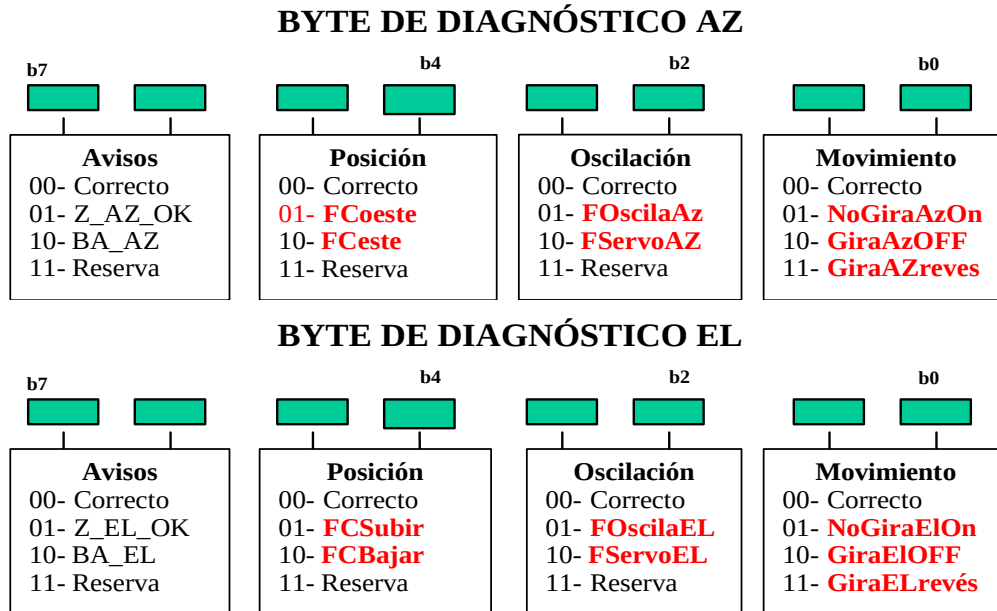 BYTE DE DIAGNÓSTICO AZ
b7 b4 b2 b0
Avisos
00- Correcto
01- Z_AZ_OK
10- BA_AZ
11- Reserva
Posición
00- Correcto
01- FCoeste
10- FCeste
11- Reserva
Oscilación
00- Correcto
01- FOscilaAz
10- FServoAZ
11- Reserva
Movimiento
00- Correcto
01- NoGiraAzOn
10- GiraAzOFF
11- GiraAZreves
BYTE DE DIAGNÓSTICO EL
b7 b4 b2 b0
Avisos
00- Correcto
01- Z_EL_OK
10- BA_EL
11- Reserva
Posición
00- Correcto
01- FCSubir
10- FCBajar
11- Reserva
Oscilación
00- Correcto
01- FOscilaEL
10- FServoEL
11- Reserva
Movimiento
00- Correcto
01- NoGiraElOn
10- GiraElOFF
11- GiraELrevés